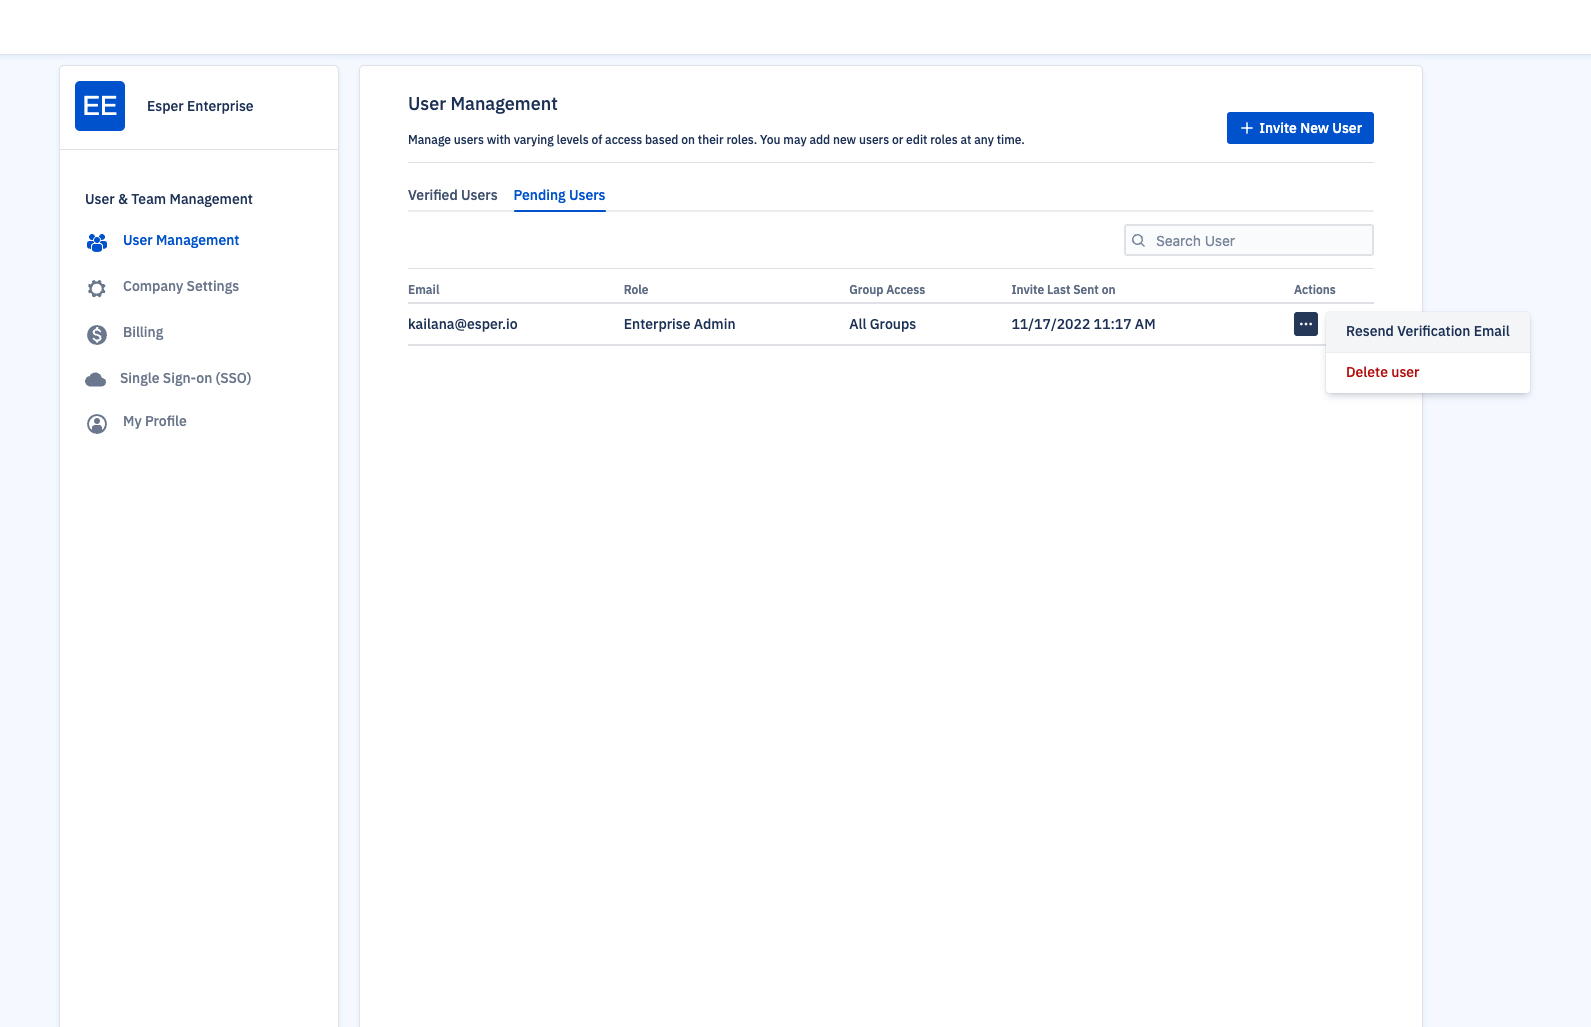 EE
Esper Enterprise
User & Team Management
User Management
Company Settings
Billing
Single Sign-on (SSO)
My Profile
User Management
Manage users with varying levels of access based on their roles. You may add new users or edit roles at any time.
+ Invite New User
Verified Users Pending Users
Search User
Email Role Group Access Invite Last Sent on Actions
kailana@esper.io Enterprise Admin All Groups 11/17/2022 11:17 AM
Resend Verification Email
Delete user